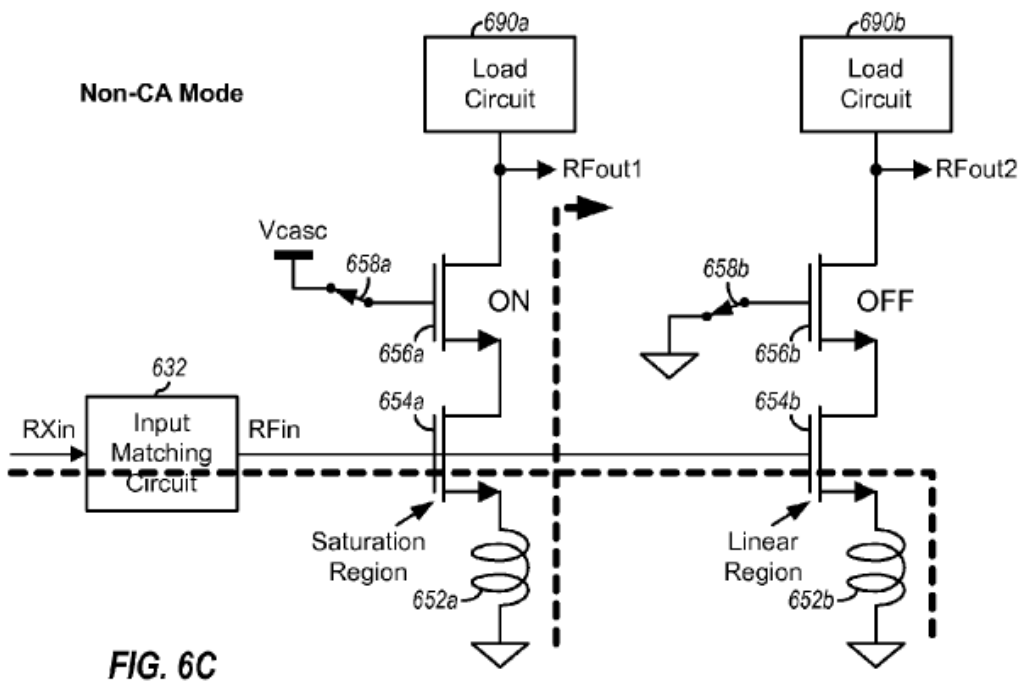 690a
690b
Load
Circuit
Load
Circuit
Non-CA Mode
RFout1
RFout2
Vcasc
658a
658b
ON
OFF
656a
656b
632
654a
654b
RXin
Input
Matching
Circuit
RFin
Saturation
Region
Linear
Region
652a
652b
FIG. 6C